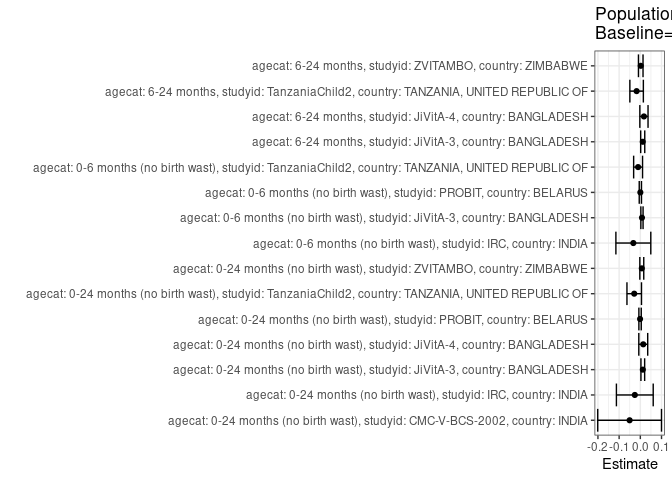 Population
Baseline=
agecat: 6-24 months, studyid: ZVITAMBO, country: ZIMBABWE
agecat: 6-24 months, studyid: TanzaniaChild2, country: TANZANIA, UNITED REPUBLIC OF
agecat: 6-24 months, studyid: JiVitA-4, country: BANGLADESH
agecat: 6-24 months, studyid: JiVitA-3, country: BANGLADESH
agecat: 0-6 months (no birth wast), studyid: TanzaniaChild2, country: TANZANIA, UNITED REPUBLIC OF
agecat: 0-6 months (no birth wast), studyid: PROBIT, country: BELARUS
agecat: 0-6 months (no birth wast), studyid: JiVitA-3, country: BANGLADESH
agecat: 0-6 months (no birth wast), studyid: IRC, country: INDIA
agecat: 0-24 months (no birth wast), studyid: ZVITAMBO, country: ZIMBABWE
agecat: 0-24 months (no birth wast), studyid: TanzaniaChild2, country: TANZANIA, UNITED REPUBLIC OF
agecat: 0-24 months (no birth wast), studyid: PROBIT, country: BELARUS
agecat: 0-24 months (no birth wast), studyid: JiVitA-4, country: BANGLADESH
agecat: 0-24 months (no birth wast), studyid: JiVitA-3, country: BANGLADESH
agecat: 0-24 months (no birth wast), studyid: IRC, country: INDIA
agecat: 0-24 months (no birth wast), studyid: CMC-V-BCS-2002, country: INDIA
-0.2 -0.1 0.0 0.1
Estimate